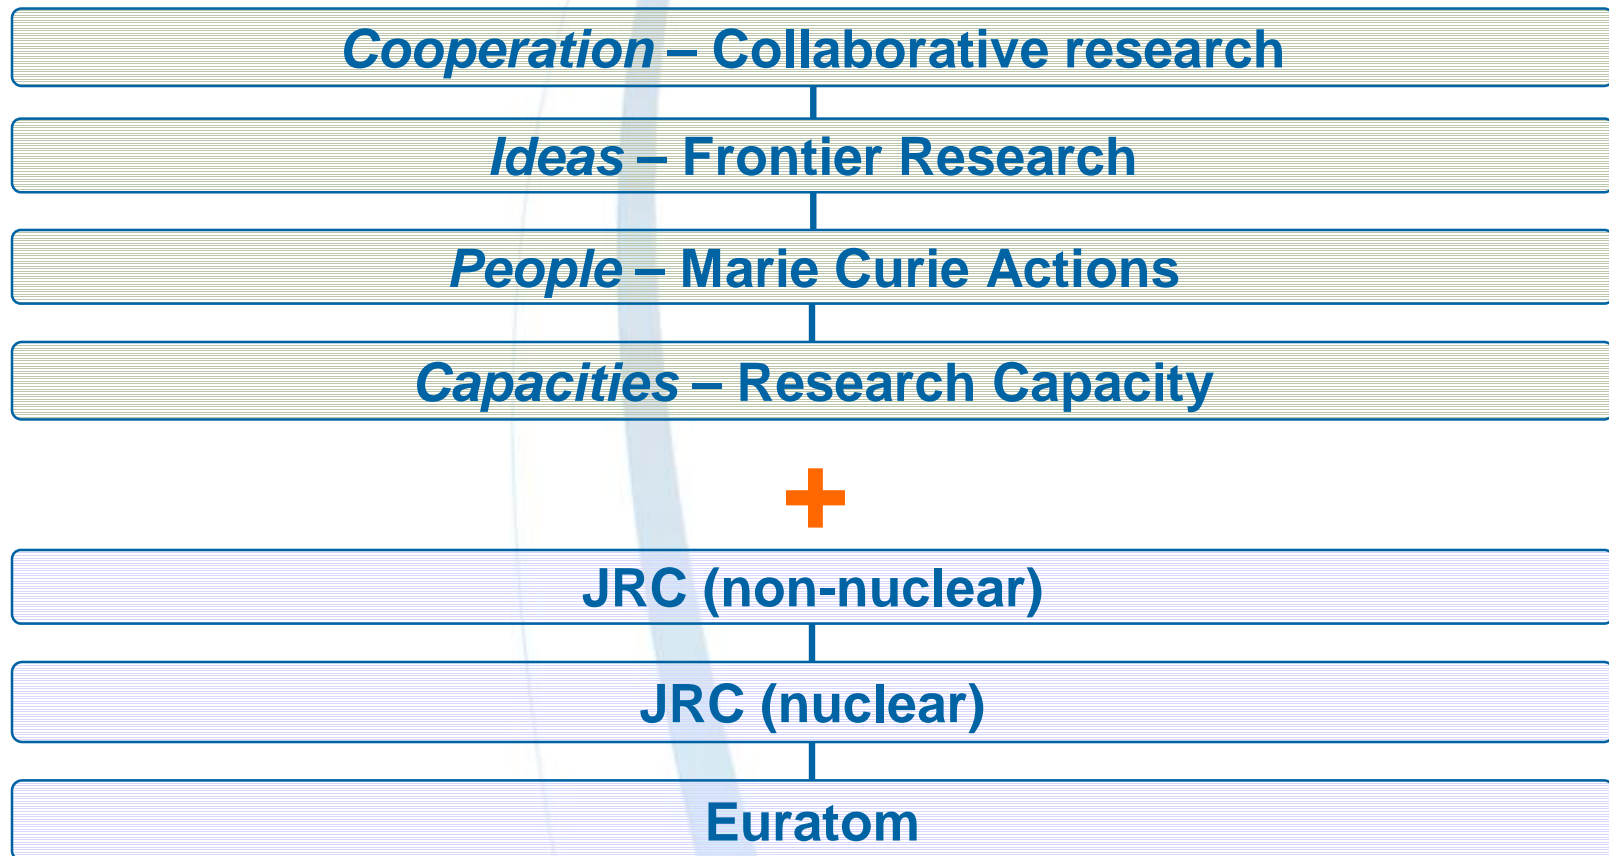 Cooperation – Collaborative research
Ideas – Frontier Research
People – Marie Curie Actions
Capacities – Research Capacity
+
JRC (non-nuclear)
JRC (nuclear)
Euratom